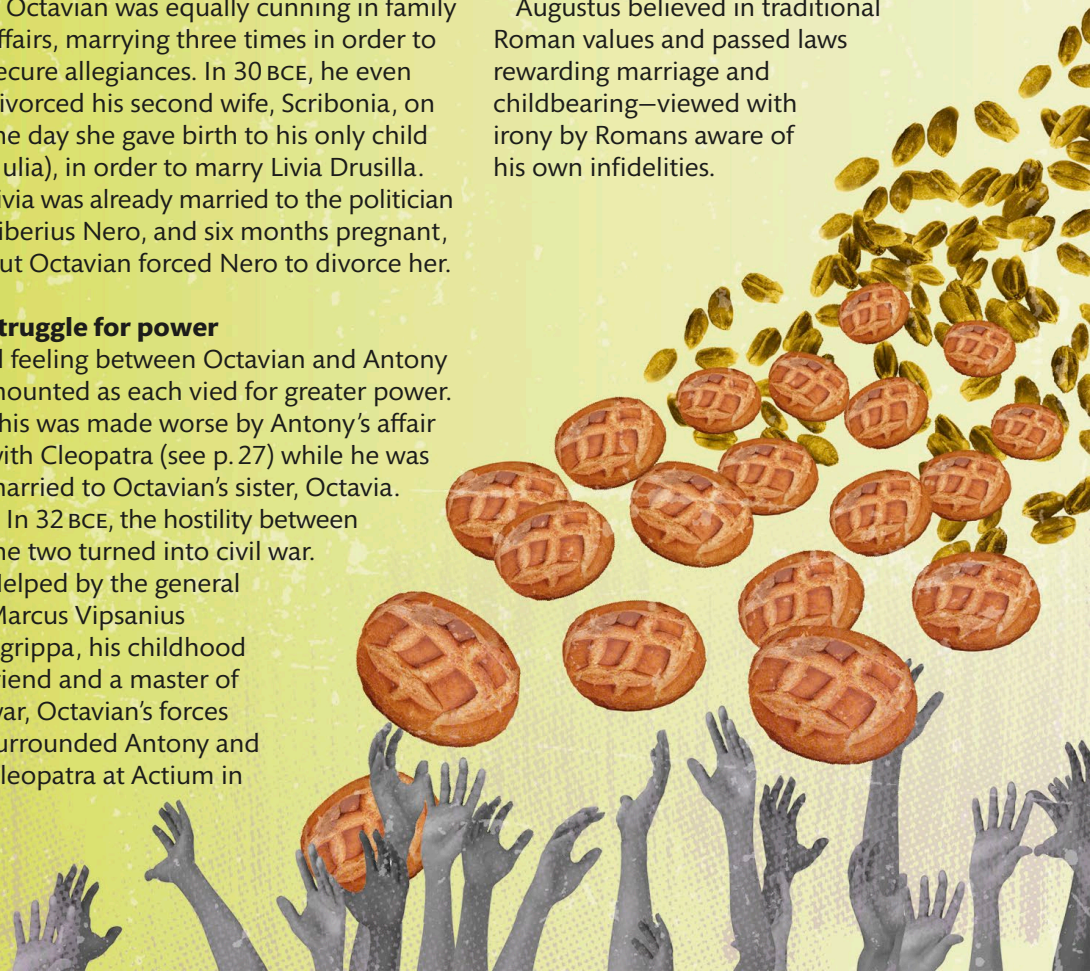 Octavian was equally cunning in family
ffairs, marrying three times in order to
ecure allegiances. In 30 BCE, he even
ivorced his second wife, Scribonia, on
he day she gave birth to his only child
ulia), in order to marry Livia Drusilla.
ivia was already married to the politician
iberius Nero, and six months pregnant,
ut Octavian forced Nero to divorce her.
truggle for power
l feeling between Octavian and Antony
mounted as each vied for greater power.
his was made worse by Antony's affair
with Cleopatra (see p. 27) while he was
married to Octavian's sister, Octavia.
In 32 BCE, the hostility between
he two turned into civil war.
Helped by the general
Marcus Vipsanius
grippa, his childhood
riend and a master of
war, Octavian's forces
urrounded Antony and
leopatra at Actium in
Augustus believed in traditional
Roman values and passed laws
rewarding marriage and
childbearing—viewed with
irony by Romans aware of
his own infidelities.